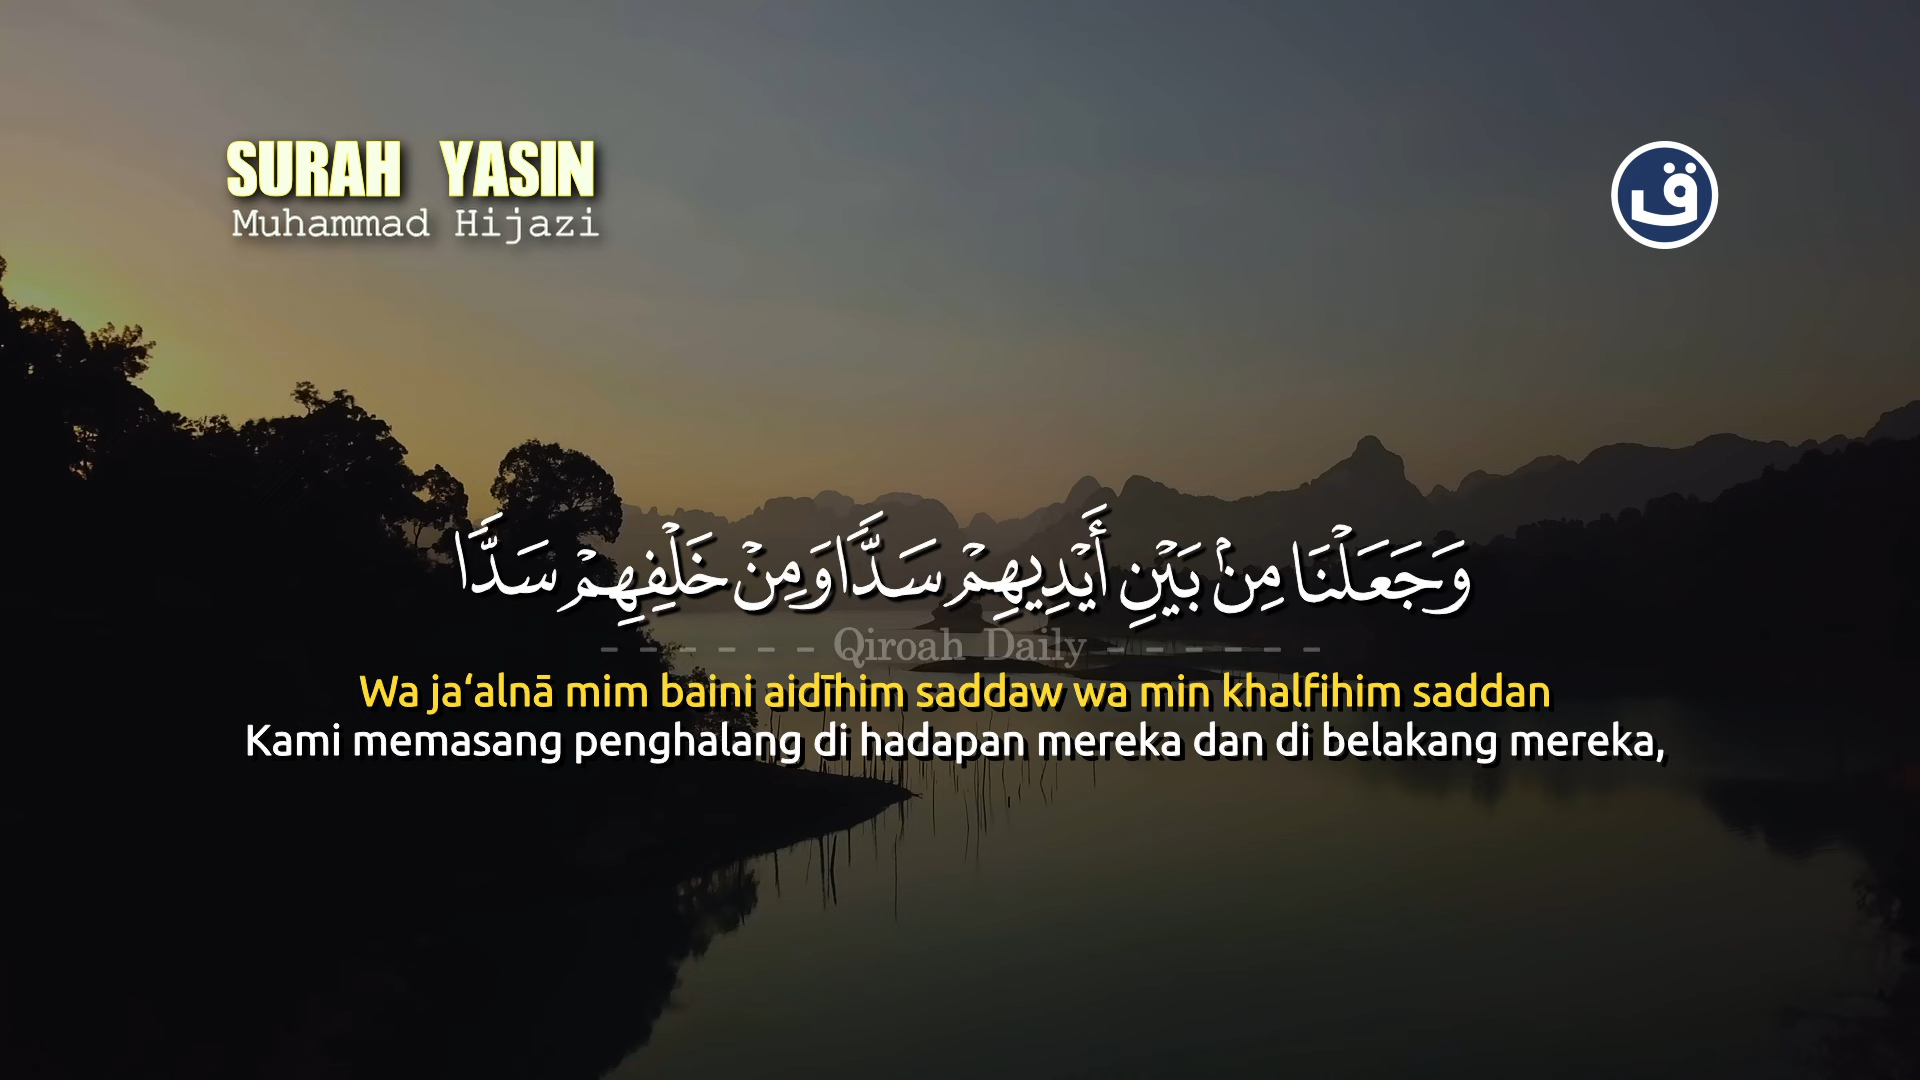 SURAH YASIN
Muhammad Hijazi
ق
وَجَعَلْنَا مِنْۢ بَيْنِ أَيْدِيهِمْ سَدًّا وَمِنْ خَلْفِهِمْ سَدًّا
- - - - - - Qiroah Daily - - - - - -
Wa ja‘alnā mim baini aidīhim saddaw wa min khalfihim saddan
Kami memasang penghalang di hadapan mereka dan di belakang mereka,